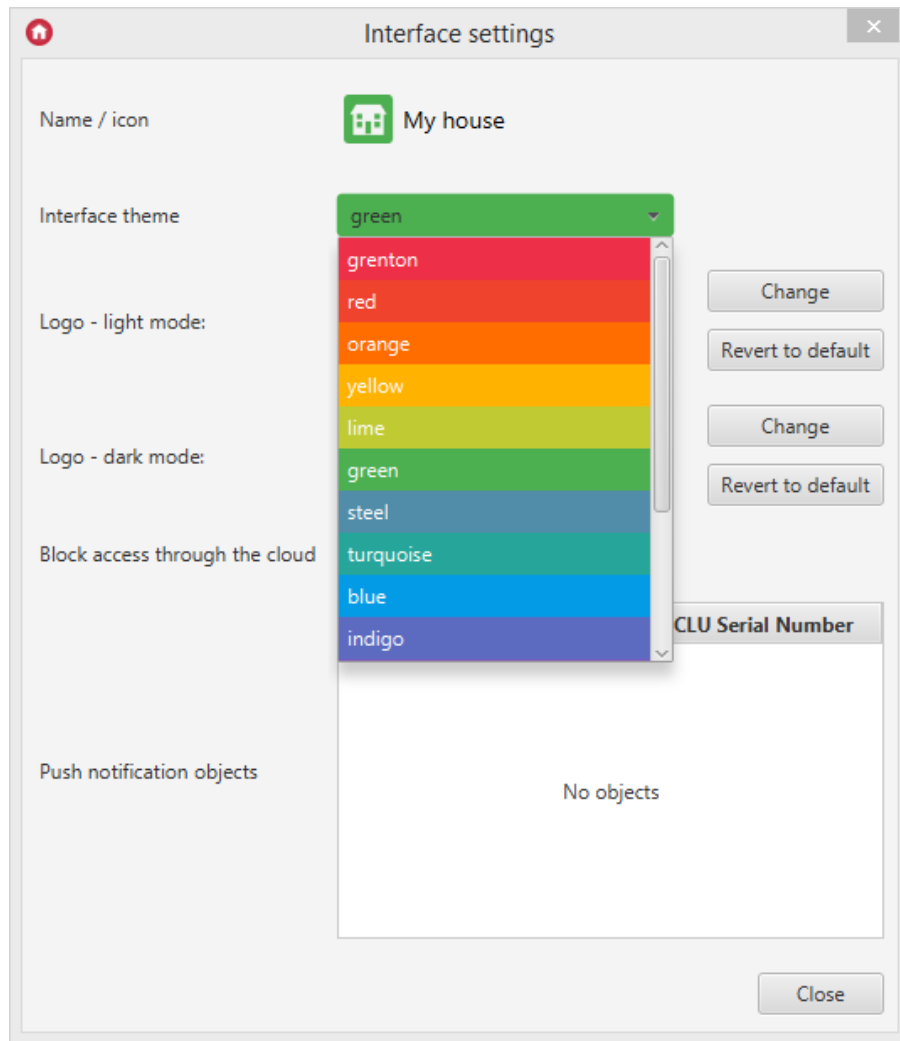 Interface settings
Name / icon
My house
Interface theme
green
grenton
red
orange
yellow
lime
green
steel
turquoise
blue
indigo
Logo - light mode:
Change
Revert to default
Logo - dark mode:
Change
Revert to default
Block access through the cloud
CLU Serial Number
Push notification objects
No objects
Close